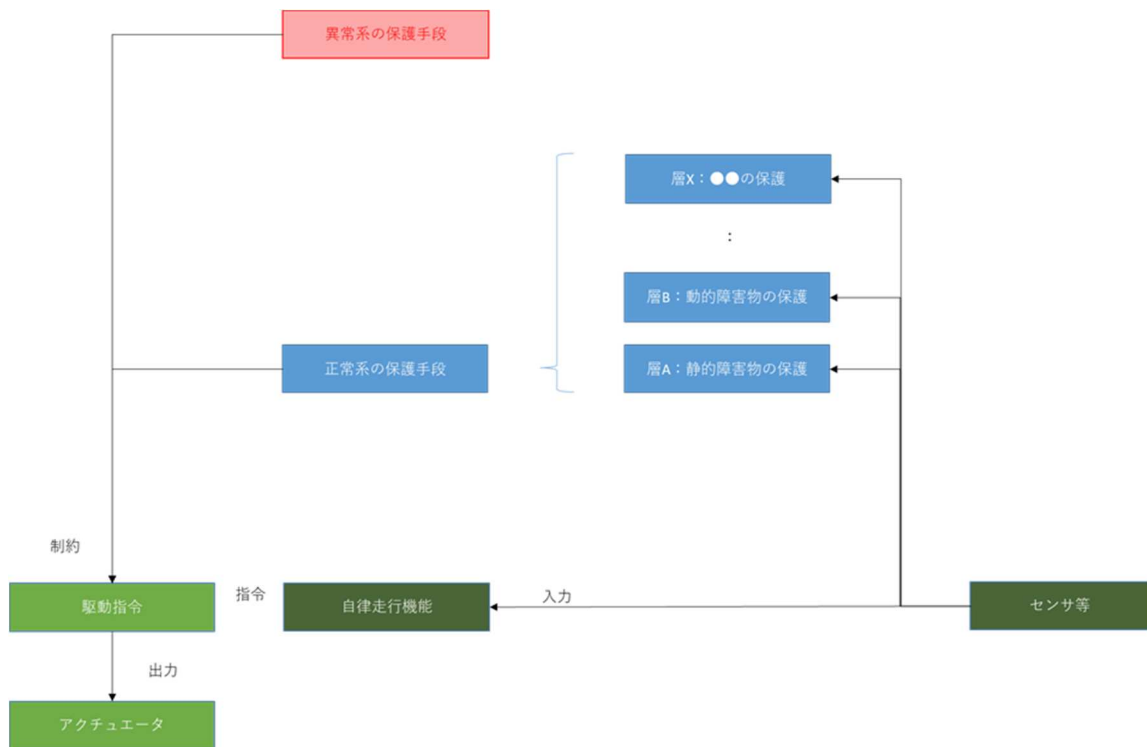 異常系の保護手段
層X：●●の保護
：
層B：動的障害物の保護
正常系の保護手段
層A：静的障害物の保護
制約
駆動指令
指令
自律走行機能
入力
センサ等
出力
アクチュエータ